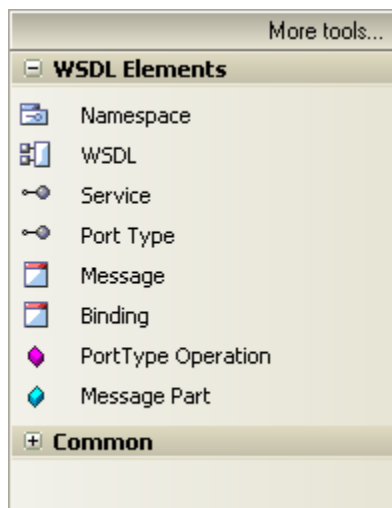 More tools...
WSDL Elements
Namespace
WSDL
Service
Port Type
Message
Binding
PortType Operation
Message Part
Common